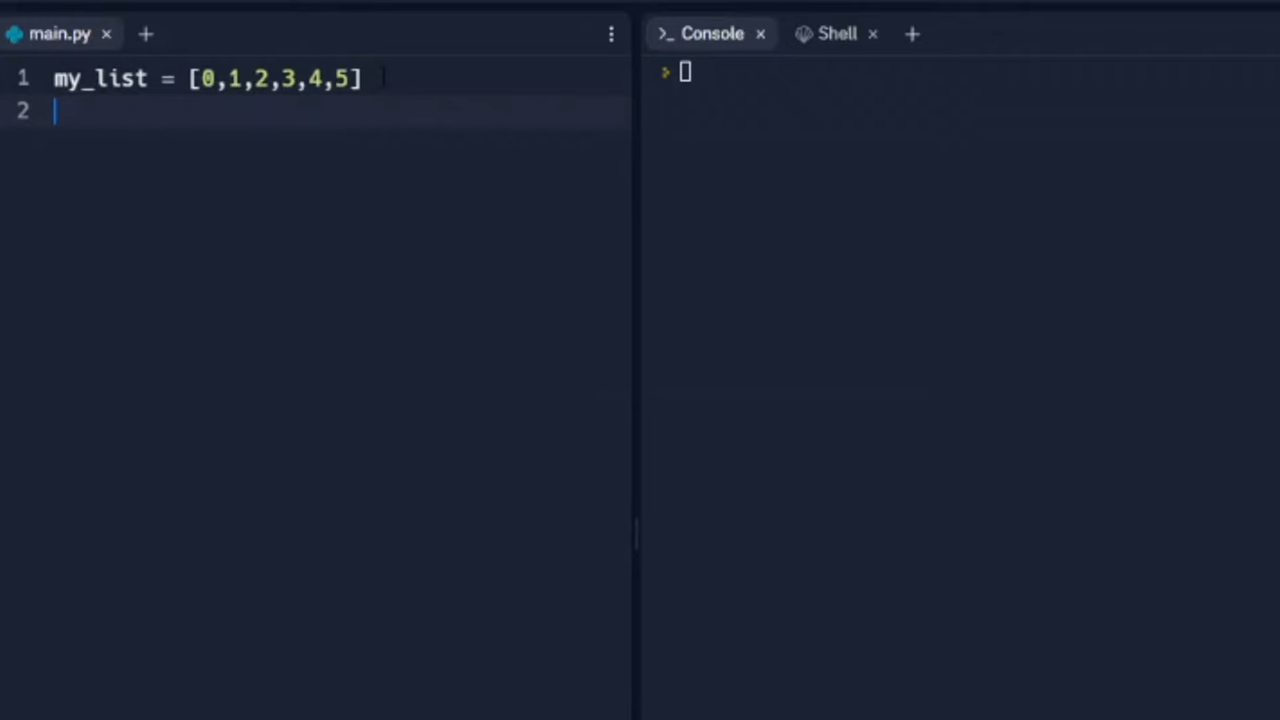 main.py × +
1 my_list = [0,1,2,3,4,5]
2
>_ Console × Shell × +